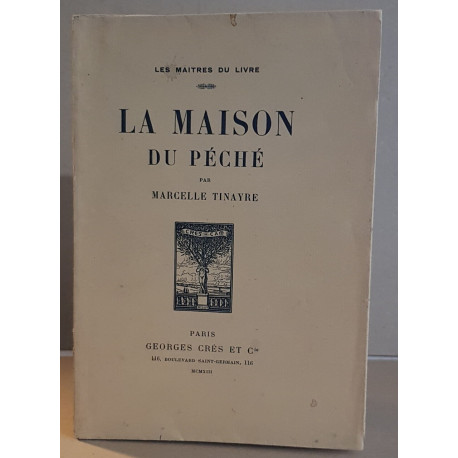 LES MAITRES DU LIVRE
LA MAISON
DU PÉCHÉ
PAR
MARCELLE TINAYRE
PARIS
GEORGES CRÈS ET Cie
116, BOULEVARD SAINT-GERMAIN, 116
MCMXIII